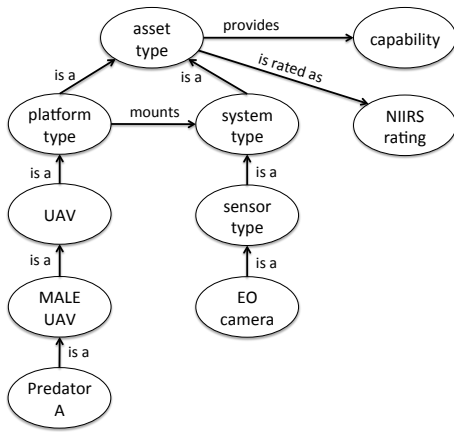 asset
type
provides
capability
is a
is a
is rated as
platform
type
mounts
system
type
NIIRS
rating
is a
is a
UAV
sensor
type
is a
is a
MALE
UAV
EO
camera
is a
Predator
A